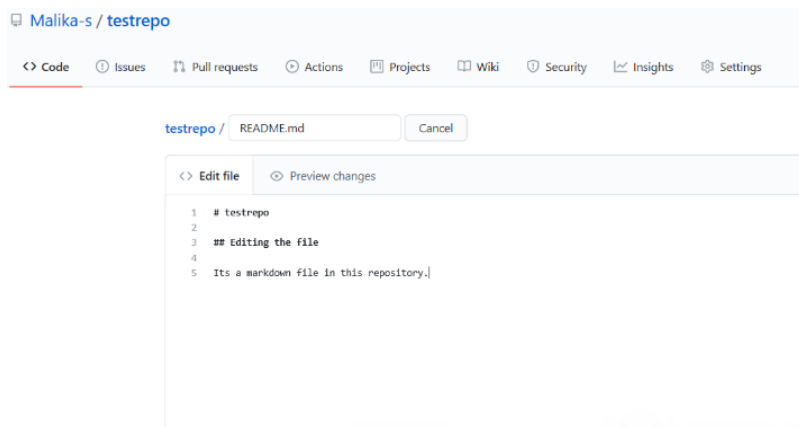 Malika-s / testrepo
<> Code Issues Pull requests Actions Projects Wiki Security Insights Settings
testrepo / README.md Cancel
<> Edit file Preview changes
1 # testrepo
2
3 ## Editing the file
4
5 Its a markdown file in this repository.